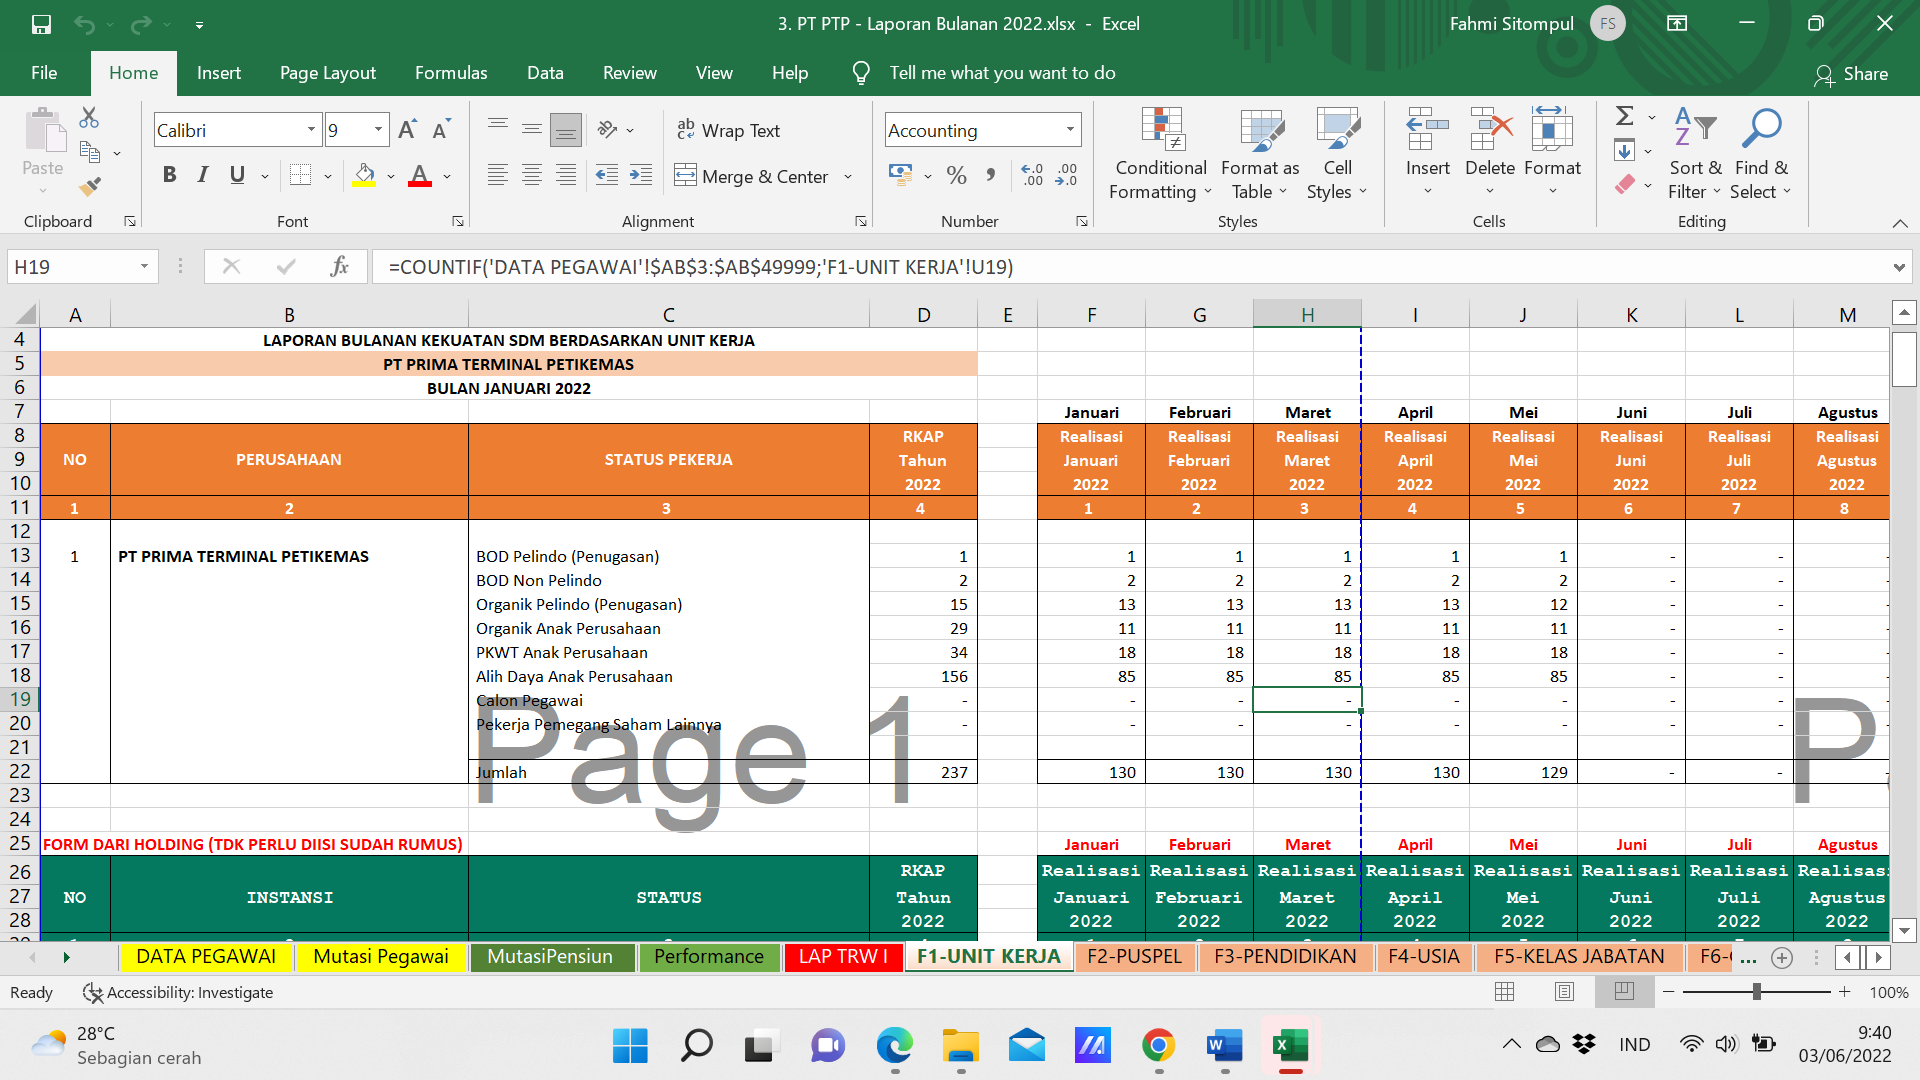 3. PT PTP - Laporan Bulanan 2022.xlsx - Excel
Fahmi Sitompul FS
File Home Insert Page Layout Formulas Data Review View Help Tell me what you want to do Share
Paste
Clipboard
Calibri 9
B I U
Font
Wrap Text
Merge & Center
Alignment
Accounting
Number
Conditional Formatting
Format as Table
Cell Styles
Styles
Insert
Delete
Format
Cells
Sort & Filter
Find & Select
Editing
H19 fx =COUNTIF('DATA PEGAWAI'!$AB$3:$AB$49999;'F1-UNIT KERJA'!U19)
A B C D E F G H I J K L M
4 LAPORAN BULANAN KEKUATAN SDM BERDASARKAN UNIT KERJA
5 PT PRIMA TERMINAL PETIKEMAS
6 BULAN JANUARI 2022
7 Januari Februari Maret April Mei Juni Juli Agustus
8 RKAP Realisasi Realisasi Realisasi Realisasi Realisasi Realisasi Realisasi Realisasi
9 NO PERUSAHAAN STATUS PEKERJA Tahun Januari Februari Maret April Mei Juni Juli Agustus
10 2022 2022 2022 2022 2022 2022 2022 2022 2022
11 1 2 3 4 1 2 3 4 5 6 7 8
12
13 1 PT PRIMA TERMINAL PETIKEMAS BOD Pelindo (Penugasan) 1 1 1 1 1 1 - - -
14 BOD Non Pelindo 2 2 2 2 2 2 - - -
15 Organik Pelindo (Penugasan) 15 13 13 13 13 12 - - -
16 Organik Anak Perusahaan 29 11 11 11 11 11 - - -
17 PKWT Anak Perusahaan 34 18 18 18 18 18 - - -
18 Alih Daya Anak Perusahaan 156 85 85 85 85 85 - - -
19 Calon Pegawai - - - - - - - - -
20 Pekerja Pemegang Saham Lainnya - - - - - - - - -
Page 1
21
22 Jumlah 237 130 130 130 130 129 - - -
23
24
25 FORM DARI HOLDING (TDK PERLU DIISI SUDAH RUMUS) Januari Februari Maret April Mei Juni Juli Agustus
26 RKAP Realisasi Realisasi Realisasi Realisasi Realisasi Realisasi Realisasi Realisas
27 NO INSTANSI STATUS Tahun Januari Februari Maret April Mei Juni Juli Agustus
28 2022 2022 2022 2022 2022 2022 2022 2022 2022
DATA PEGAWAI Mutasi Pegawai MutasiPensiun Performance LAP TRW I F1-UNIT KERJA F2-PUSPEL F3-PENDIDIKAN F4-USIA F5-KELAS JABATAN F6- ...
Ready Accessibility: Investigate 100%
28°C
Sebagian cerah
IND
9:40
03/06/2022